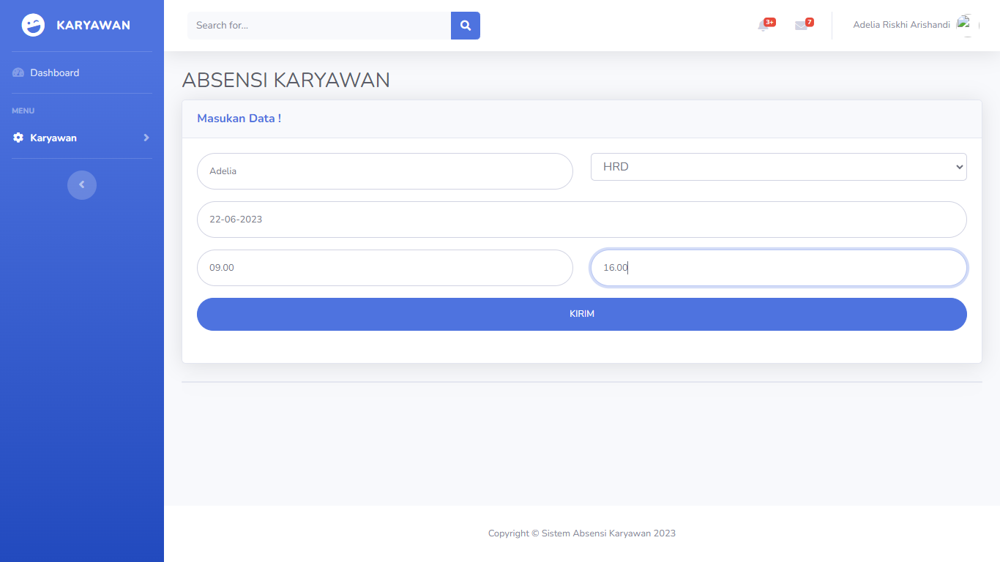 KARYAWAN
Search for...
3+
7
Adelia Riskhi Arishandi
Dashboard
MENU
Karyawan
ABSENSI KARYAWAN
Masukan Data !
Adelia
HRD
22-06-2023
09.00
16.00
KIRIM
Copyright © Sistem Absensi Karyawan 2023